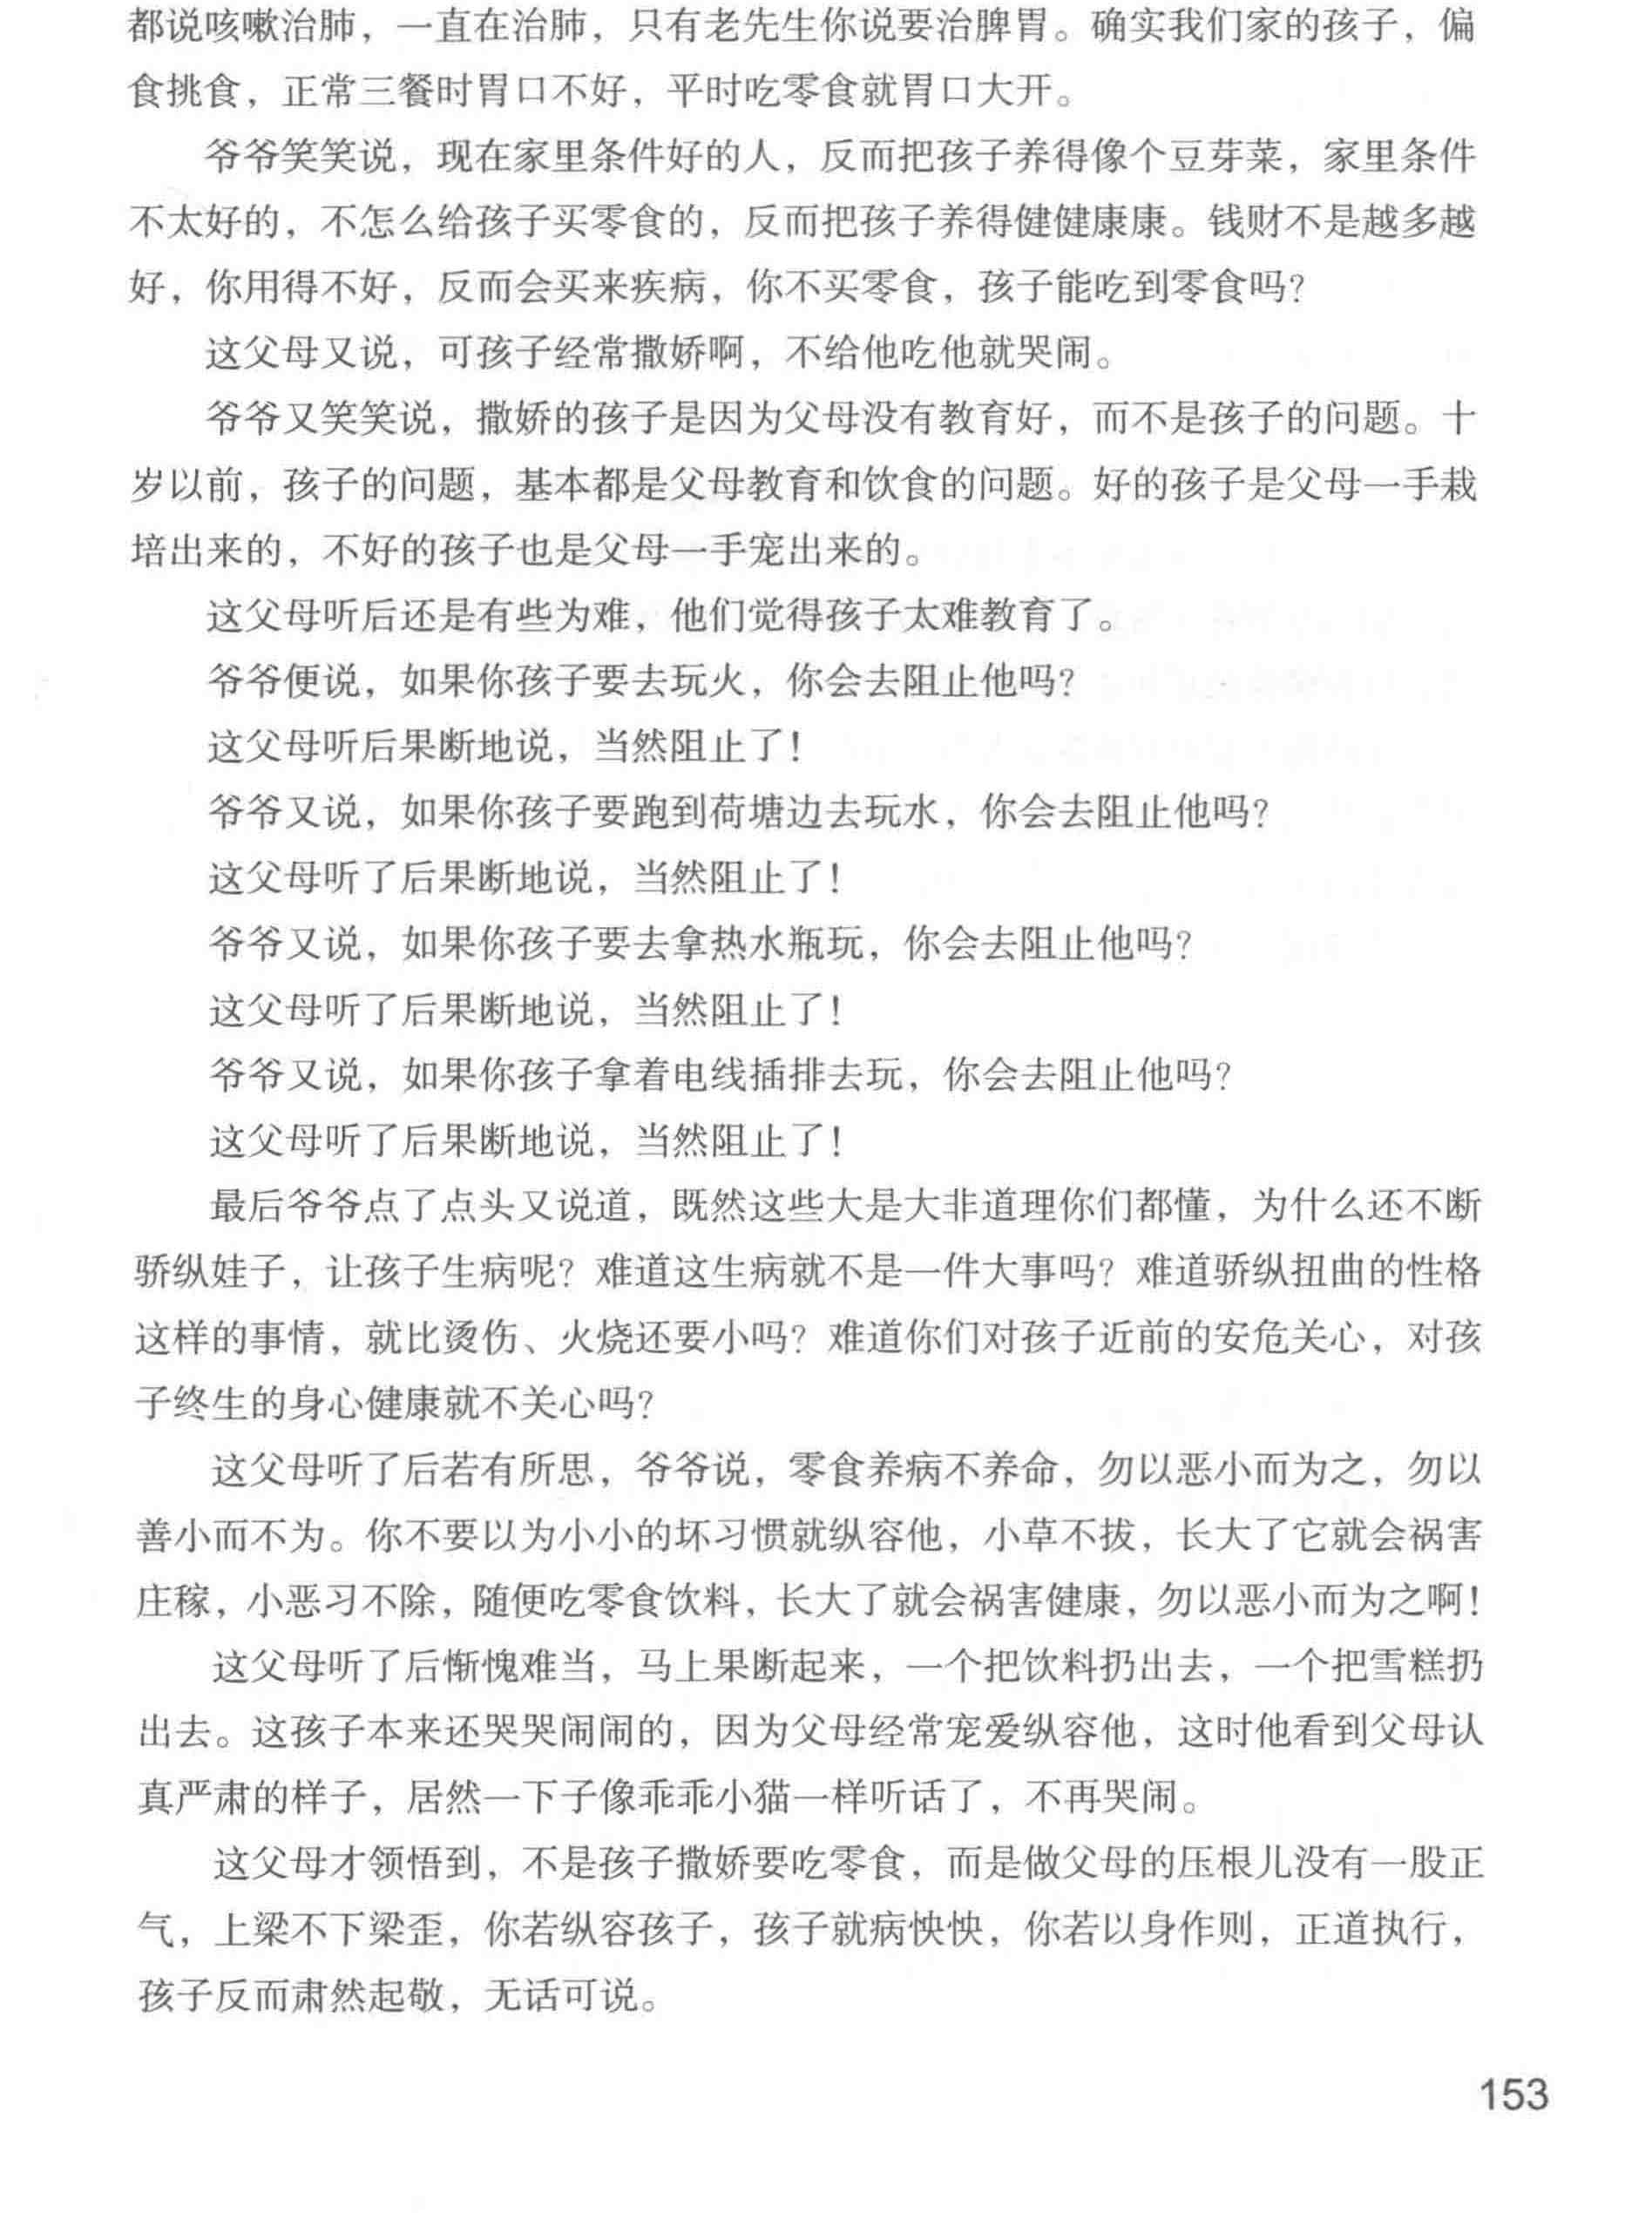 都说咳嗽治肺，一直在治肺，只有老先生你说要治脾胃。确实我们家的孩子，偏
食挑食，正常三餐时胃口不好，平时吃零食就胃口大开。
爷爷笑笑说，现在家里条件好的人，反而把孩子养得像个豆芽菜，家里条件
不太好的，不怎么给孩子买零食的，反而把孩子养得健健康康。钱财不是越多越
好，你用得不好，反而会买来疾病，你不买零食，孩子能吃到零食吗？
这父母又说，可孩子经常撒娇啊，不给他吃他就哭闹。
爷爷又笑笑说，撒娇的孩子是因为父母没有教育好，而不是孩子的问题。十
岁以前，孩子的问题，基本都是父母教育和饮食的问题。好的孩子是父母一手栽
培出来的，不好的孩子也是父母一手宠出来的。
这父母听后还是有些为难，他们觉得孩子太难教育了。
爷爷便说，如果你孩子要去玩火，你会去阻止他吗？
这父母听后果断地说，当然阻止了！
爷爷又说，如果你孩子要跑到荷塘边去玩水，你会去阻止他吗？
这父母听了后果断地说，当然阻止了！
爷爷又说，如果你孩子要去拿热水瓶玩，你会去阻止他吗？
这父母听了后果断地说，当然阻止了！
爷爷又说，如果你孩子拿着电线插排去玩，你会去阻止他吗？
这父母听了后果断地说，当然阻止了！
最后爷爷点了点头又说道，既然这些大是大非道理你们都懂，为什么还不断
骄纵娃子，让孩子生病呢？难道这生病就不是一件大事吗？难道骄纵扭曲的性格
这样的事情，就比烫伤、火烧还要小吗？难道你们对孩子近前的安危关心，对孩
子终生的身心健康就不关心吗？
这父母听了后若有所思，爷爷说，零食养病不养命，勿以恶小而为之，勿以
善小而不为。你不要以为小小的坏习惯就纵容他，小草不拔，长大了它就会祸害
庄稼，小恶习不除，随便吃零食饮料，长大了就会祸害健康，勿以恶小而为之啊！
这父母听了后惭愧难当，马上果断起来，一个把饮料扔出去，一个把雪糕扔
出去。这孩子本来还哭哭闹闹的，因为父母经常宠爱纵容他，这时他看到父母认
真严肃的样子，居然一下子像乖乖小猫一样听话了，不再哭闹。
这父母才领悟到，不是孩子撒娇要吃零食，而是做父母的压根儿没有一股正
气，上梁不下梁歪，你若纵容孩子，孩子就病怏怏，你若以身作则，正道执行，
孩子反而肃然起敬，无话可说。
153